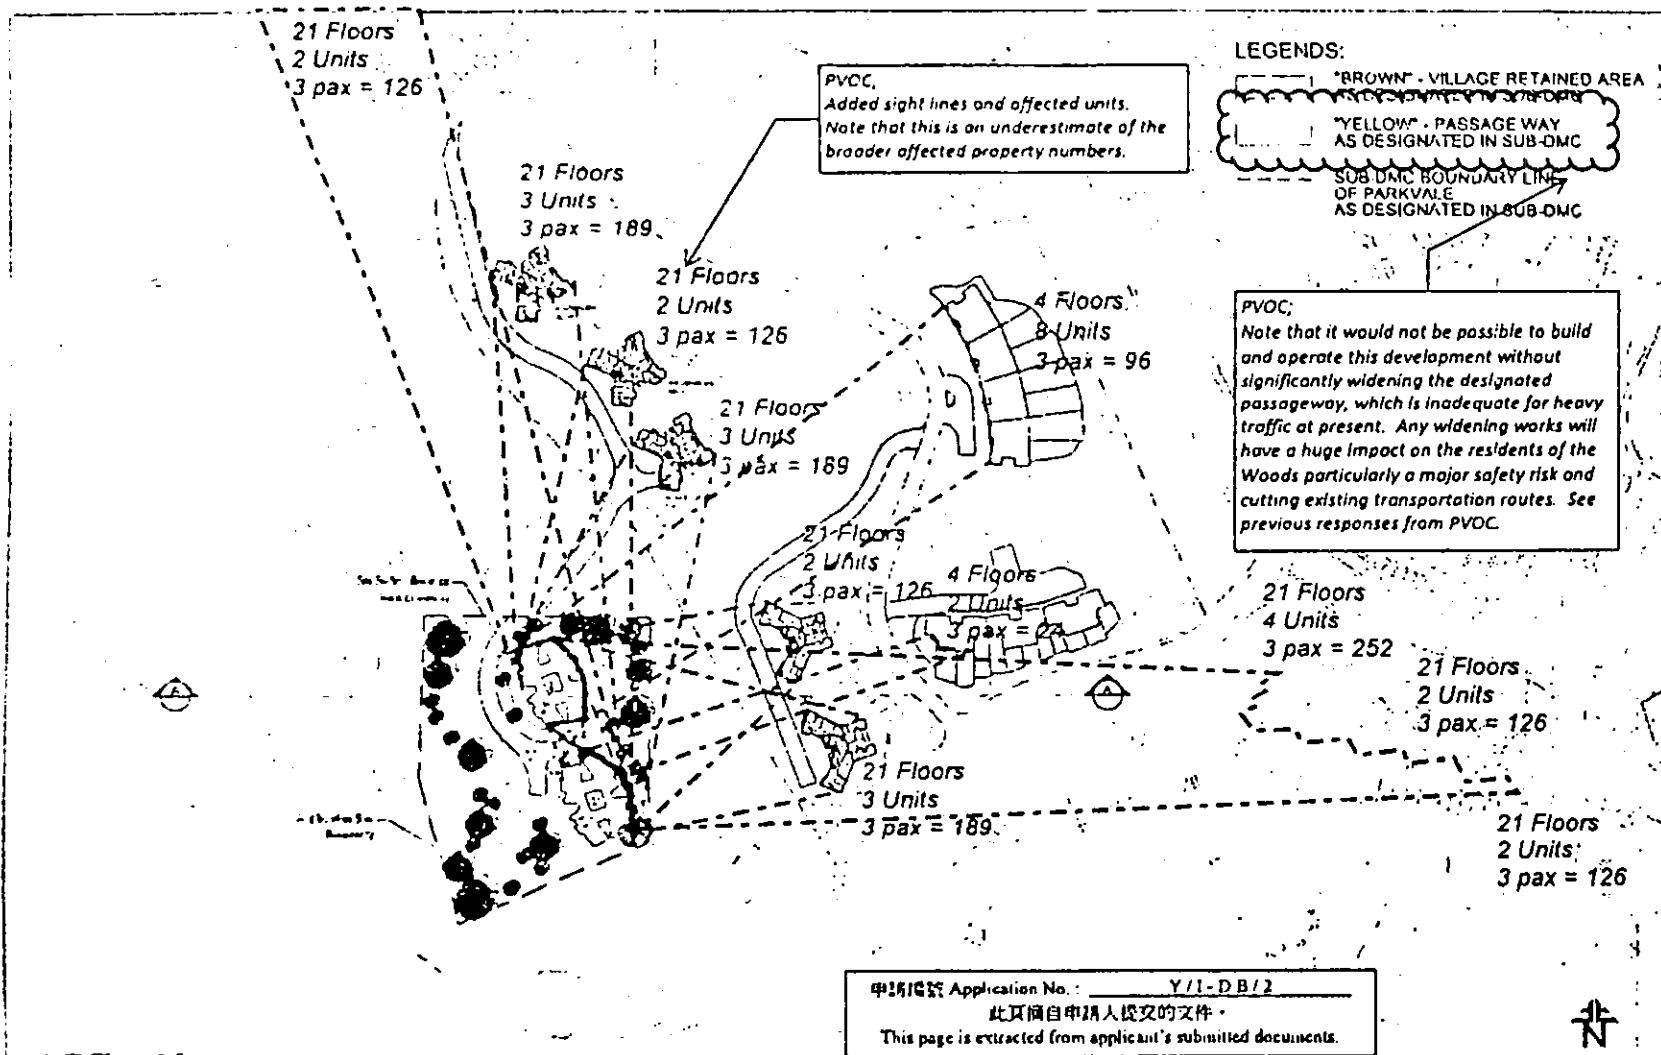 21 Floors
2 Units
3 pax = 126
PVOC,
Added sight lines and affected units.
Note that this is an underestimate of the
broader affected property numbers.
LEGENDS:
"BROWN" - VILLAGE RETAINED AREA
AS DESIGNATED IN SUB-DMC
"YELLOW" - PASSAGE WAY
AS DESIGNATED IN SUB-DMC
SUB-DMC BOUNDARY LINE
OF PARKVALE
AS DESIGNATED IN SUB-DMC
21 Floors
3 Units
3 pax = 189
21 Floors
2 Units
3 pax = 126
4 Floors
8 Units
3 pax = 96
PVOC;
Note that it would not be possible to build
and operate this development without
significantly widening the designated
passageway, which is inadequate for heavy
traffic at present. Any widening works will
have a huge impact on the residents of the
Woods particularly a major safety risk and
cutting existing transportation routes. See
previous responses from PVOC.
21 Floors
3 Units
3 pax = 189
21 Floors
2 Units
3 pax = 126
4 Floors
2 Units
3 pax = 24
21 Floors
4 Units
3 pax = 252
21 Floors
2 Units
3 pax = 126
A
A
21 Floors
3 Units
3 pax = 189
21 Floors
2 Units
3 pax = 126
Boundary
申請編號 Application No. : Y/I-DB/2
此頁摘自申請人提交的文件。
This page is extracted from applicant's submitted documents.
N